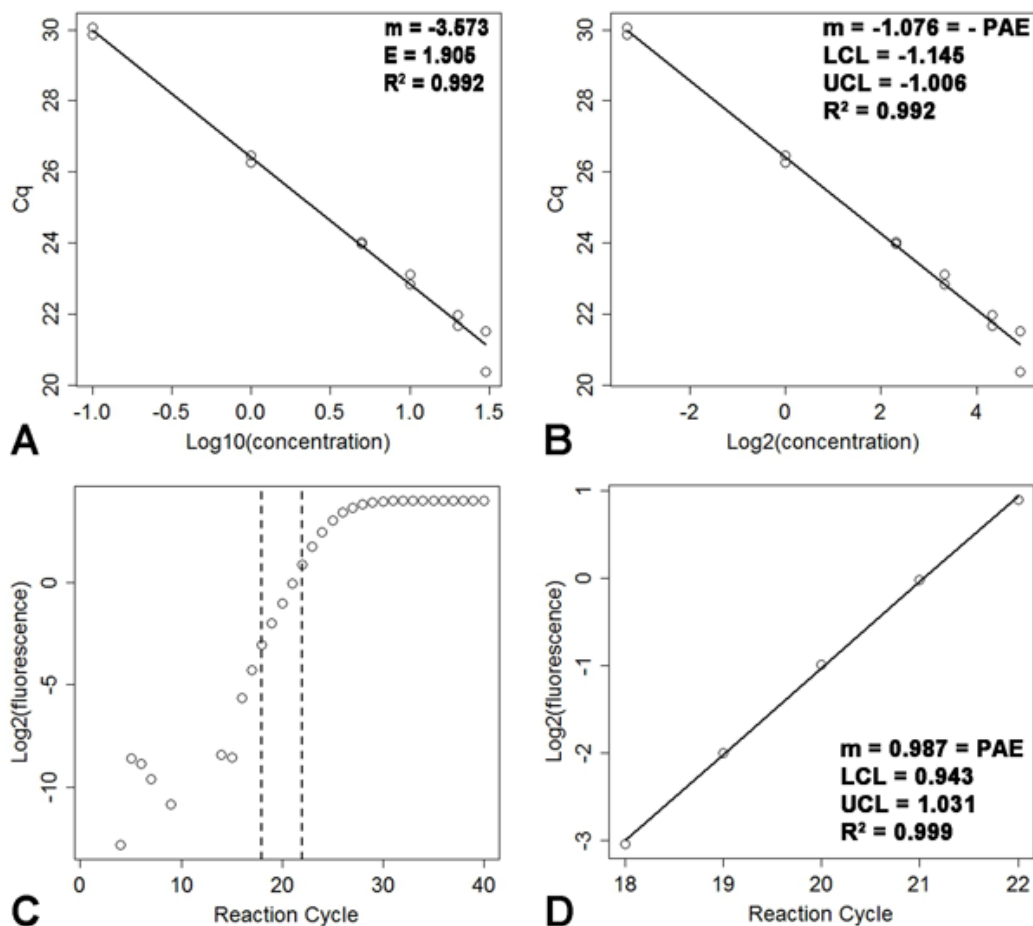 m = -3.573
E = 1.905
R² = 0.992
30
28
26
24
22
20
Cq
-1.0 -0.5 0.0 0.5 1.0 1.5
Log10(concentration)
A
m = -1.076 = - PAE
LCL = -1.145
UCL = -1.006
R² = 0.992
30
28
26
24
22
20
Cq
-2 0 2 4
Log2(concentration)
B
0
-5
-10
Log2(fluorescence)
0 10 20 30 40
Reaction Cycle
C
1
0
-1
-2
-3
Log2(fluorescence)
m = 0.987 = PAE
LCL = 0.943
UCL = 1.031
R² = 0.999
18 19 20 21 22
Reaction Cycle
D